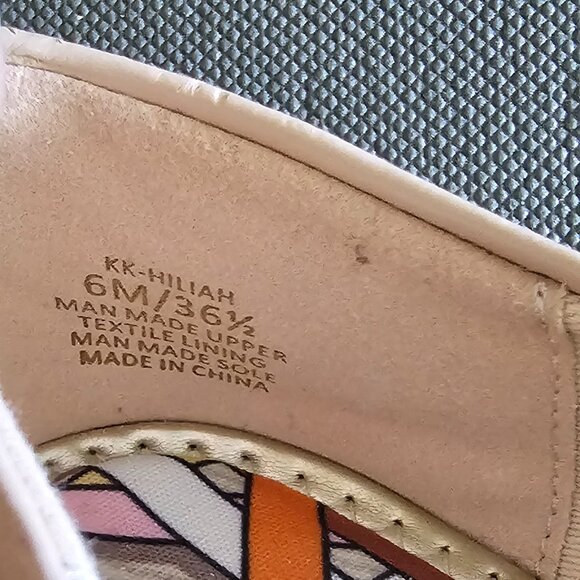 KK-HILIAH
6M/36½
MAN MADE UPPER
TEXTILE LINING
MAN MADE SOLE
MADE IN CHINA